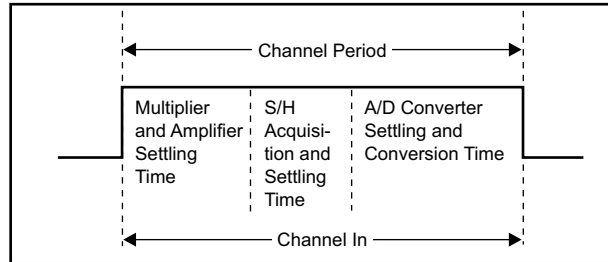 Channel Period
Multiplier
and Amplifier
Settling
Time
S/H
Acquisi-
tion and
Settling
Time
A/D Converter
Settling and
Conversion Time
Channel In